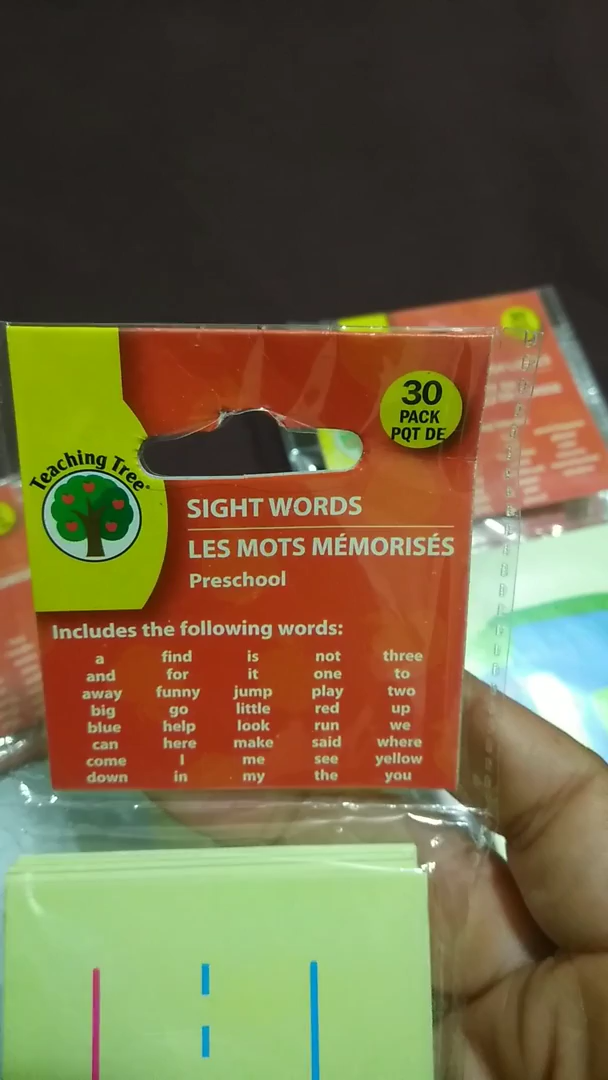 30
PACK
PQT DE
Teaching Tree
SIGHT WORDS
LES MOTS MÉMORISÉS
Preschool
Includes the following words:
a find is not three
and for it one to
away funny jump play two
big go little red up
blue help look run we
can here make said where
come I me see yellow
down in my the you